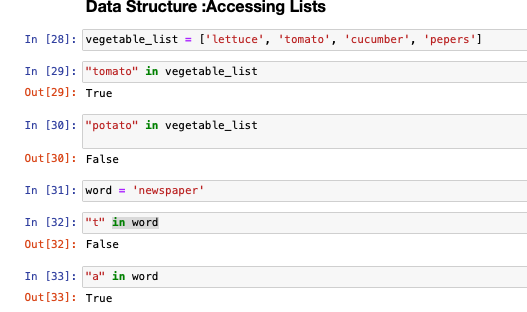 Data Structure :Accessing Lists
In [28]: vegetable_list = ['lettuce', 'tomato', 'cucumber', 'pepers']
In [29]: "tomato" in vegetable_list
Out[29]: True
In [30]: "potato" in vegetable_list
Out[30]: False
In [31]: word = 'newspaper'
In [32]: "t" in word
Out[32]: False
In [33]: "a" in word
Out[33]: True